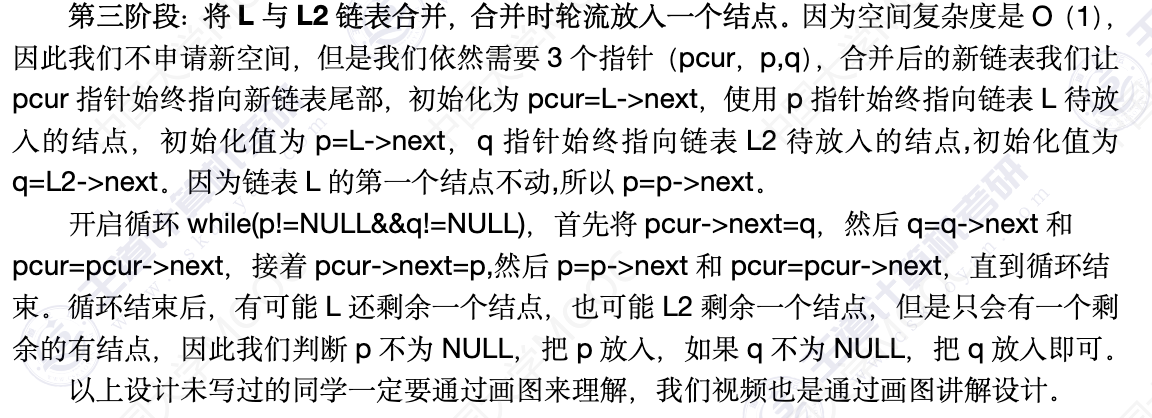 第三阶段：将 L 与 L2 链表合并，合并时轮流放入一个结点。因为空间复杂度是 O（1），
因此我们不申请新空间，但是我们依然需要 3 个指针（pcur，p,q），合并后的新链表我们让
pcur 指针始终指向新链表尾部，初始化为 pcur=L->next，使用 p 指针始终指向链表 L 待放
入的结点，初始化值为 p=L->next，q 指针始终指向链表 L2 待放入的结点,初始化值为
q=L2->next。因为链表 L 的第一个结点不动,所以 p=p->next。
开启循环 while(p!=NULL&&q!=NULL)，首先将 pcur->next=q，然后 q=q->next 和
pcur=pcur->next，接着 pcur->next=p,然后 p=p->next 和 pcur=pcur->next，直到循环结
束。循环结束后，有可能 L 还剩余一个结点，也可能 L2 剩余一个结点，但是只会有一个剩
余的有结点，因此我们判断 p 不为 NULL，把 p 放入，如果 q 不为 NULL，把 q 放入即可。
以上设计未写过的同学一定要通过画图来理解，我们视频也是通过画图讲解设计。